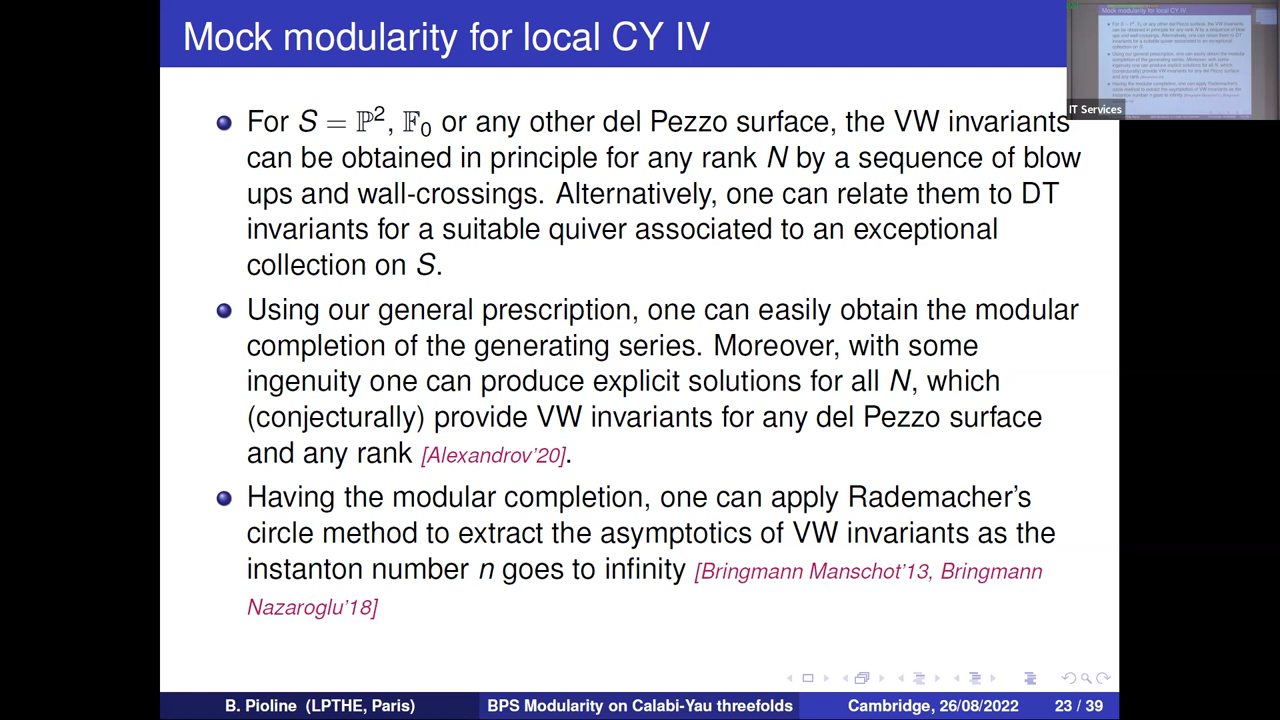 Mock modularity for local CY IV
For S = ℙ², 𝔽₀ or any other del Pezzo surface, the VW invariants
can be obtained in principle for any rank N by a sequence of blow
ups and wall-crossings. Alternatively, one can relate them to DT
invariants for a suitable quiver associated to an exceptional
collection on S.
Using our general prescription, one can easily obtain the modular
completion of the generating series. Moreover, with some
ingenuity one can produce explicit solutions for all N, which
(conjecturally) provide VW invariants for any del Pezzo surface
and any rank [Alexandrov'20].
Having the modular completion, one can apply Rademacher's
circle method to extract the asymptotics of VW invariants as the
instanton number n goes to infinity [Bringmann Manschot'13, Bringmann
Nazaroglu'18]
B. Pioline (LPTHE, Paris) BPS Modularity on Calabi-Yau threefolds Cambridge, 26/08/2022 23 / 39
Mock modularity for local CY IV
IT Services